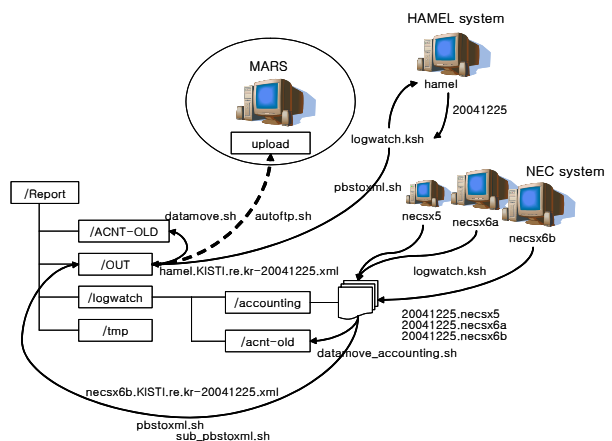 HAMEL system
MARS
hamel
20041225
upload
logwatch.ksh
NEC system
pbstoxml.sh
/Report
datamove.sh
autoftp.sh
necsx5
necsx6a
necsx6b
/ACNT-OLD
/OUT
hamel.KISTI.re.kr-20041225.xml
logwatch.ksh
/logwatch
/accounting
20041225.necsx5
20041225.necsx6a
20041225.necsx6b
/tmp
/acnt-old
datamove_accounting.sh
necsx6b.KISTI.re.kr-20041225.xml
pbstoxml.sh
sub_pbstoxml.sh